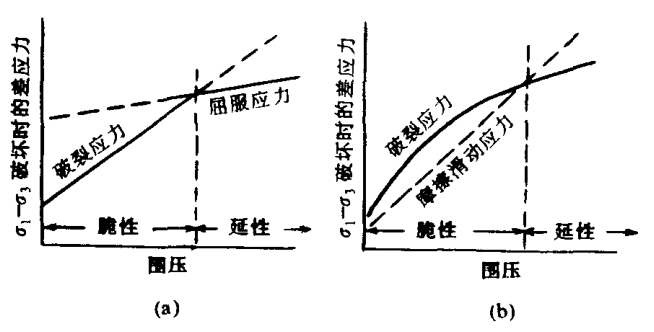 σ₁−σ₃ 破坏时的差应力
破裂应力
屈服应力
脆性
延性
围压
(a)
σ₁−σ₃ 破坏时的差应力
破裂应力
摩擦滑动应力
脆性
延性
围压
(b)